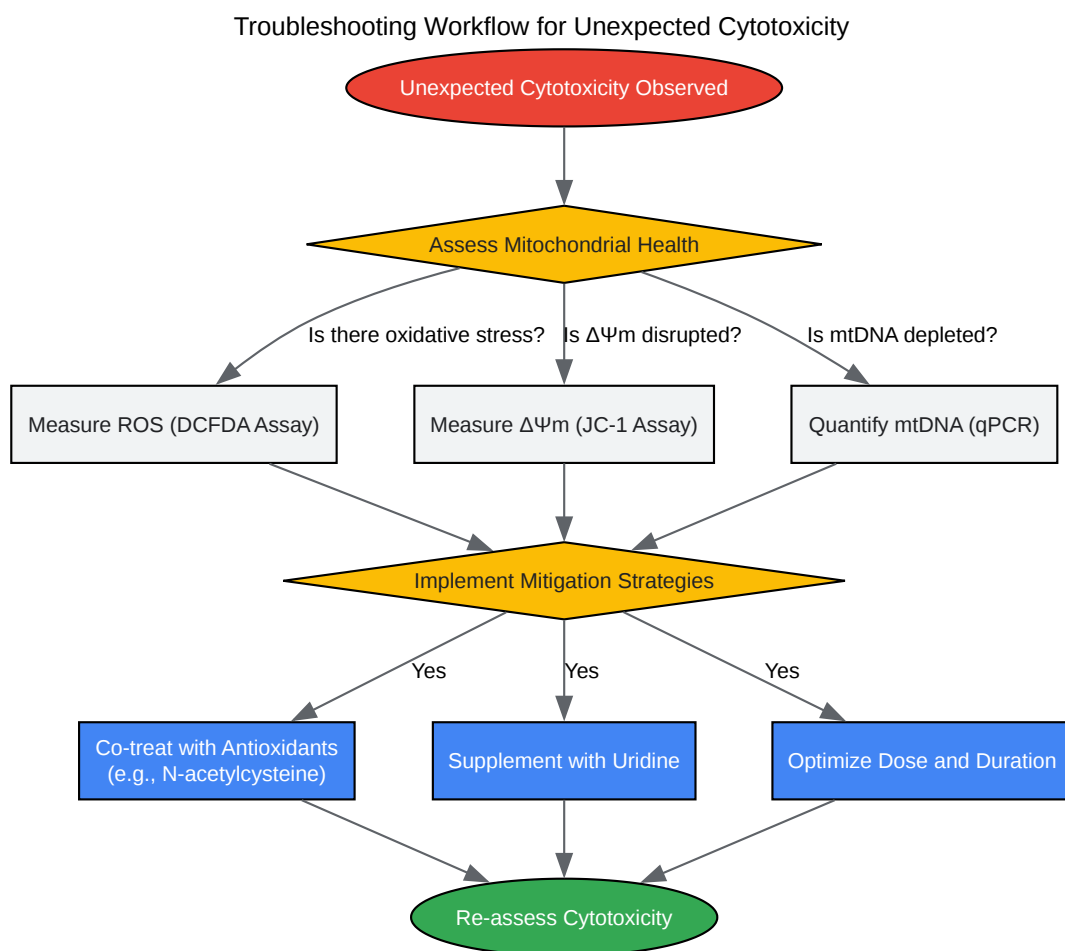 Troubleshooting Workflow for Unexpected Cytotoxicity
Unexpected Cytotoxicity Observed
Assess Mitochondrial Health
Is there oxidative stress?
Is ΔΨm disrupted?
Is mtDNA depleted?
Measure ROS (DCFDA Assay)
Measure ΔΨm (JC-1 Assay)
Quantify mtDNA (qPCR)
Implement Mitigation Strategies
Yes
Yes
Yes
Co-treat with Antioxidants
(e.g., N-acetylcysteine)
Supplement with Uridine
Optimize Dose and Duration
Re-assess Cytotoxicity